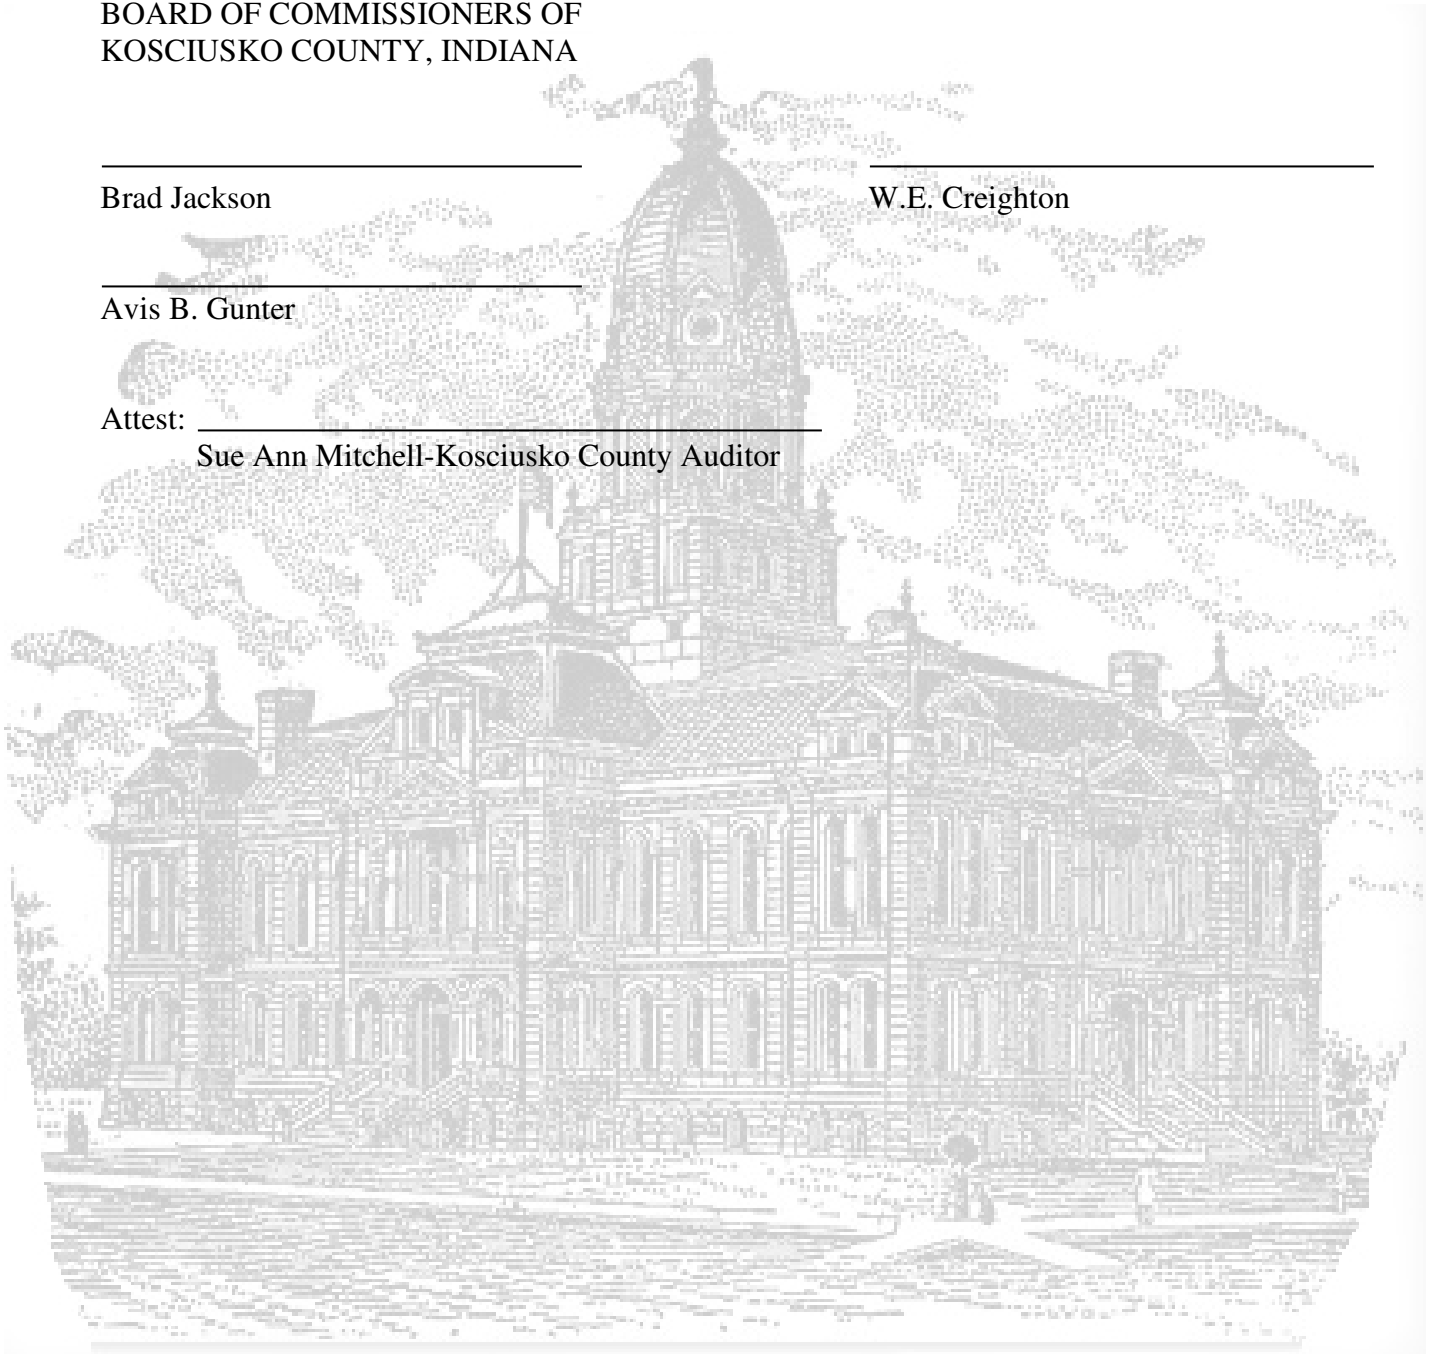 BOARD OF COMMISSIONERS OF
KOSCIUSKO COUNTY, INDIANA
Brad Jackson W.E. Creighton
Avis B. Gunter
Attest:
Sue Ann Mitchell-Kosciusko County Auditor